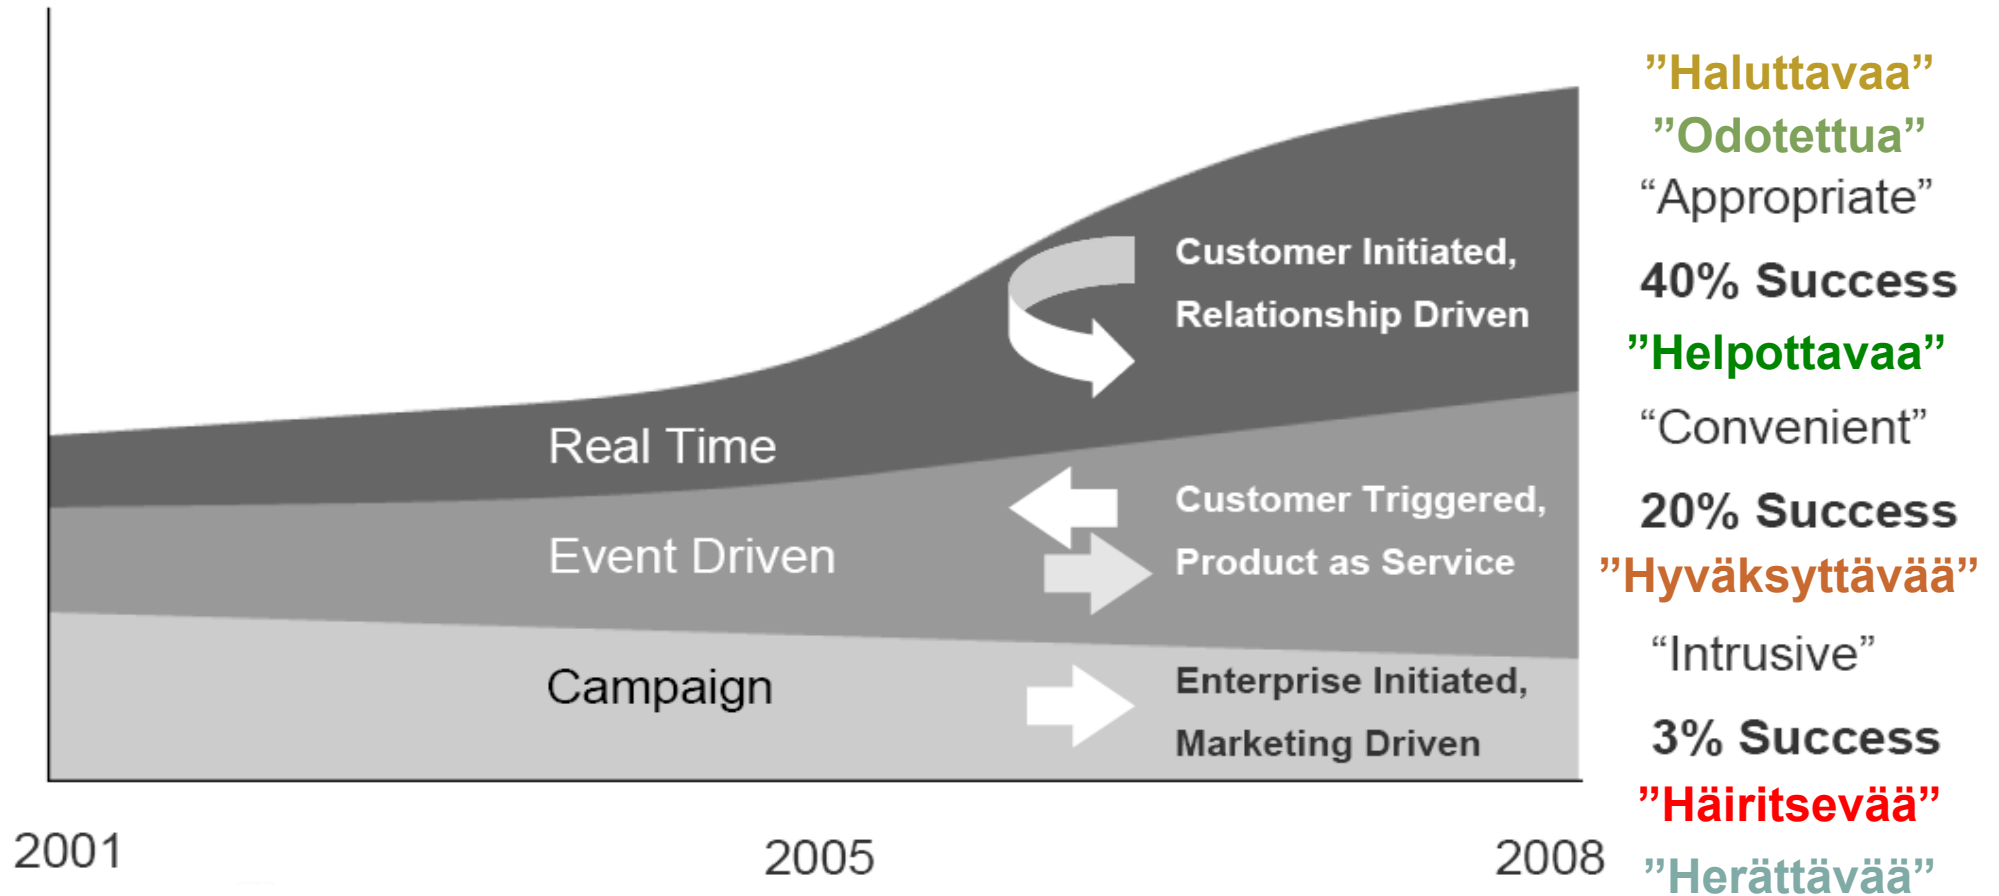 ”Haluttavaa”
”Odotettua”
“Appropriate”
Customer Initiated,
Relationship Driven
40% Success
”Helpottavaa”
Real Time
“Convenient”
Customer Triggered,
Product as Service
20% Success
Event Driven
”Hyväksyttävää”
“Intrusive”
Campaign
Enterprise Initiated,
Marketing Driven
3% Success
”Häiritsevää”
2001
2005
2008
”Herättävää”